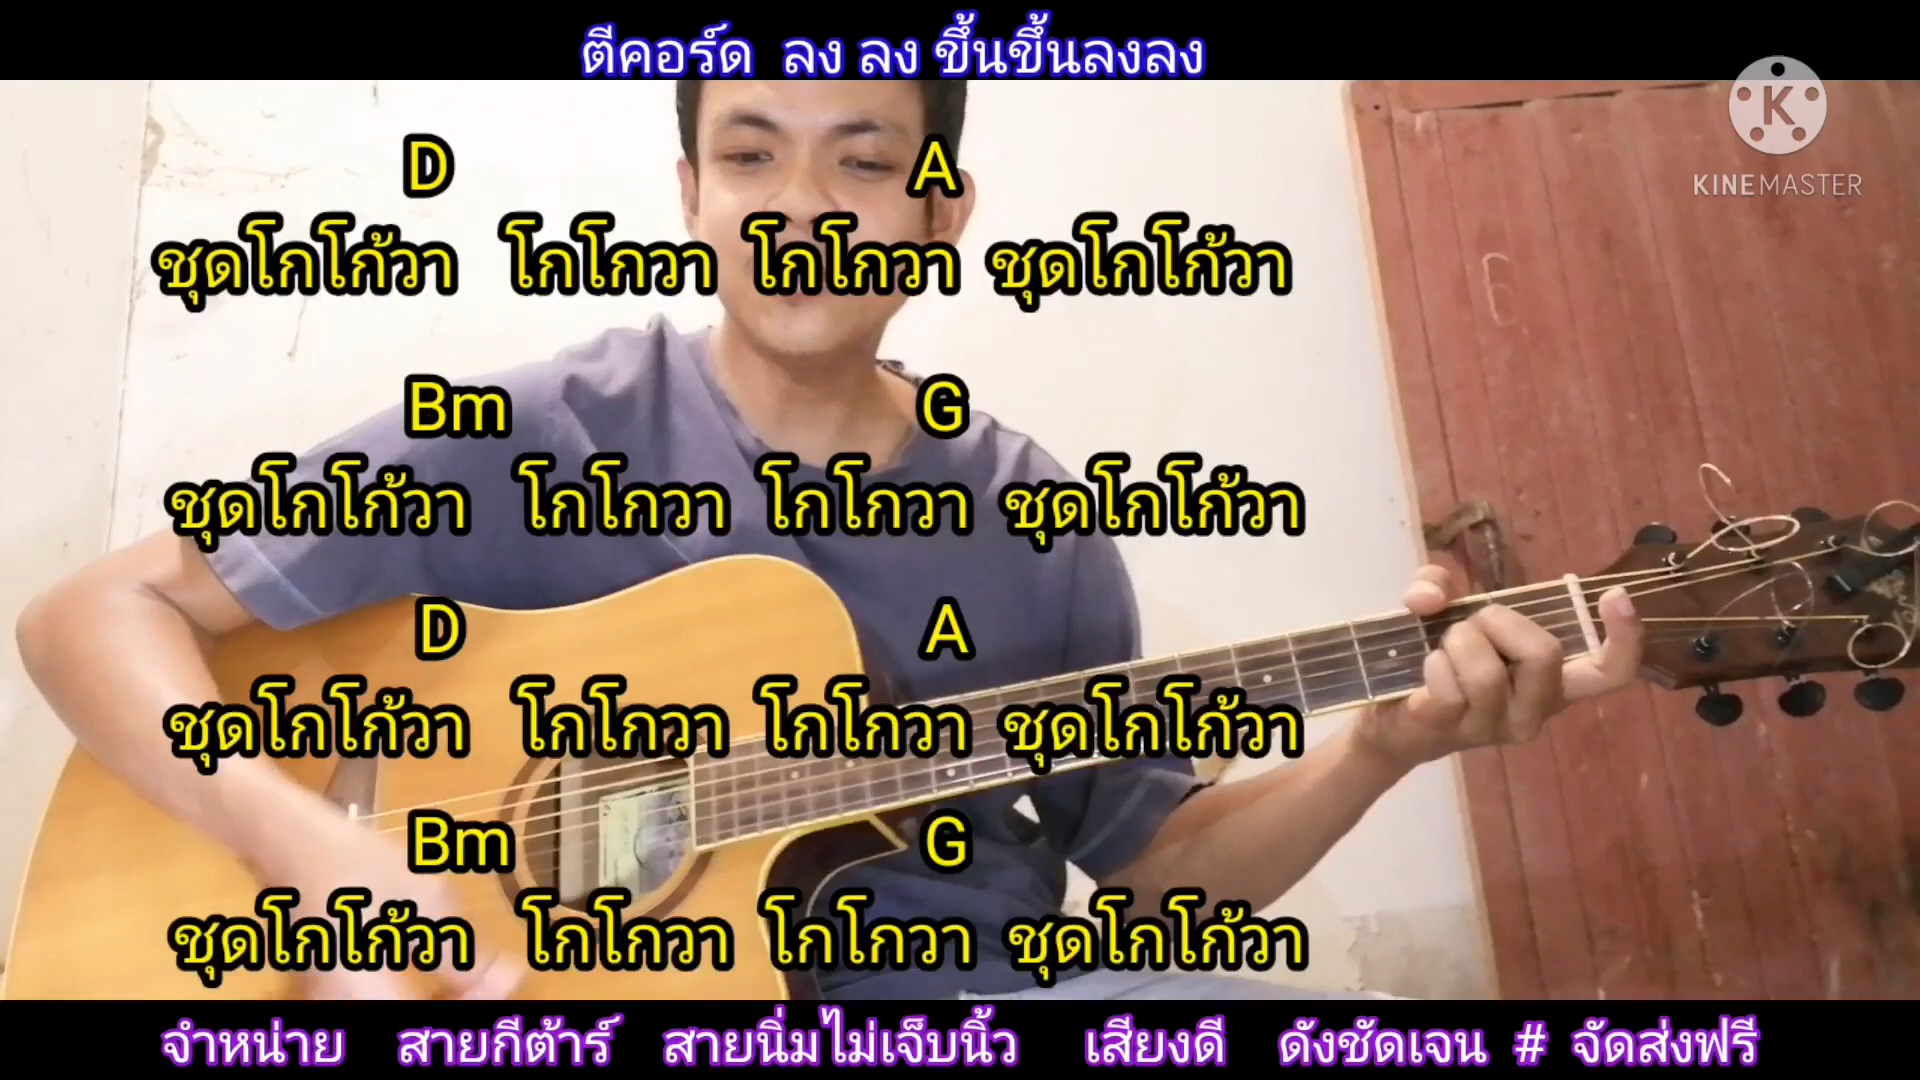 ตีคอร์ด ลง ลง ขึ้นขึ้นลงลง
KINEMASTER
D A
ชุดโกโก้วา โกโกวา โกโกวา ชุดโกโก้วา
Bm G
ชุดโกโก้วา โกโกวา โกโกวา ชุดโกโก้วา
D A
ชุดโกโก้วา โกโกวา โกโกวา ชุดโกโก้วา
Bm G
ชุดโกโก้วา โกโกวา โกโกวา ชุดโกโก้วา
จำหน่าย สายกีต้าร์ สายนิ่มไม่เจ็บนิ้ว เสียงดี ดังชัดเจน # จัดส่งฟรี